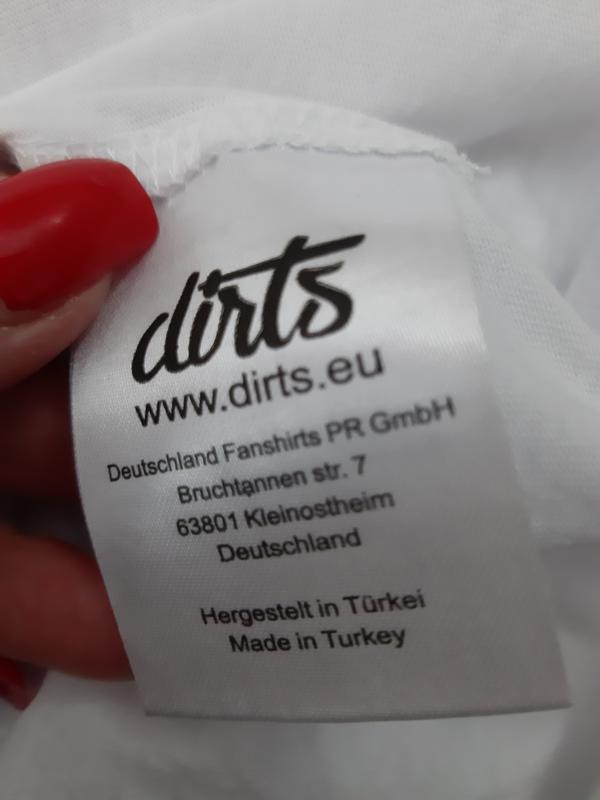 dirts
www.dirts.eu
Deutschland Fanshirts PR GmbH
Bruchtannen str. 7
63801 Kleinostheim
Deutschland
Hergestelt in Türkei
Made in Turkey